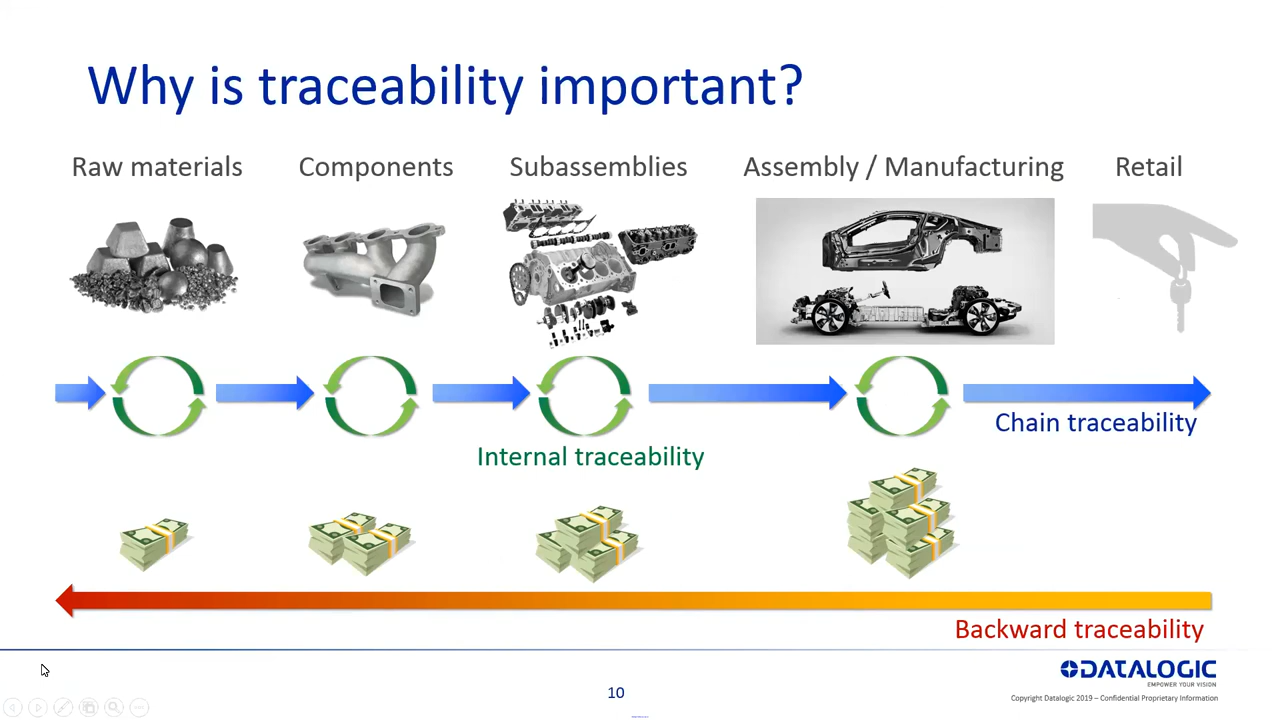 Why is traceability important?
Raw materials
Components
Subassemblies
Assembly / Manufacturing
Retail
Chain traceability
Internal traceability
Backward traceability
DATALOGIC
EMPOWER YOUR VISION
10
Copyright Datalogic 2019 – Confidential Proprietary Information